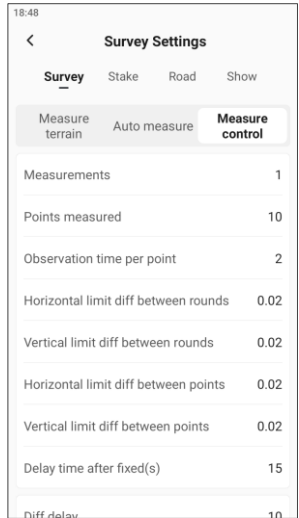 18:48
Survey Settings
Survey Stake Road Show
Measure terrain Auto measure Measure control
Measurements 1
Points measured 10
Observation time per point 2
Horizontal limit diff between rounds 0.02
Vertical limit diff between rounds 0.02
Horizontal limit diff between points 0.02
Vertical limit diff between points 0.02
Delay time after fixed(s) 15
Diff delay 10